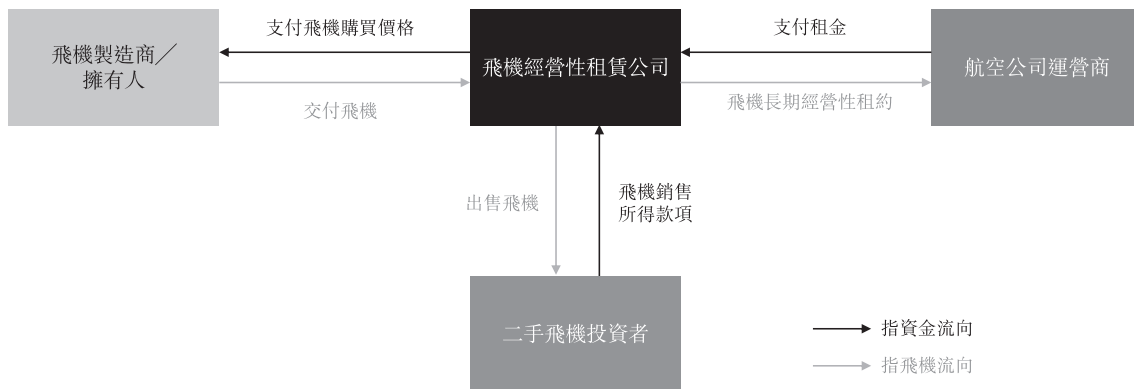 支付飛機購買價格
支付租金
飛機製造商／
擁有人
飛機經營性租賃公司
航空公司運營商
交付飛機
飛機長期經營性租約
出售飛機
飛機銷售
所得款項
二手飛機投資者
指資金流向
指飛機流向